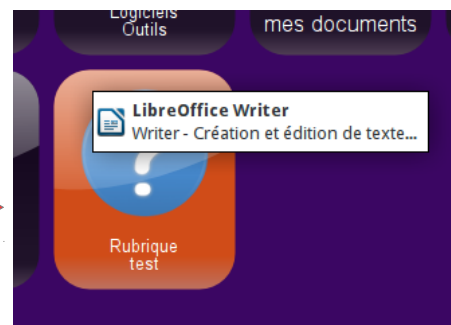 Logiciels
Outils
mes documents
LibreOffice Writer
Writer - Création et édition de texte...
?
Rubrique
test